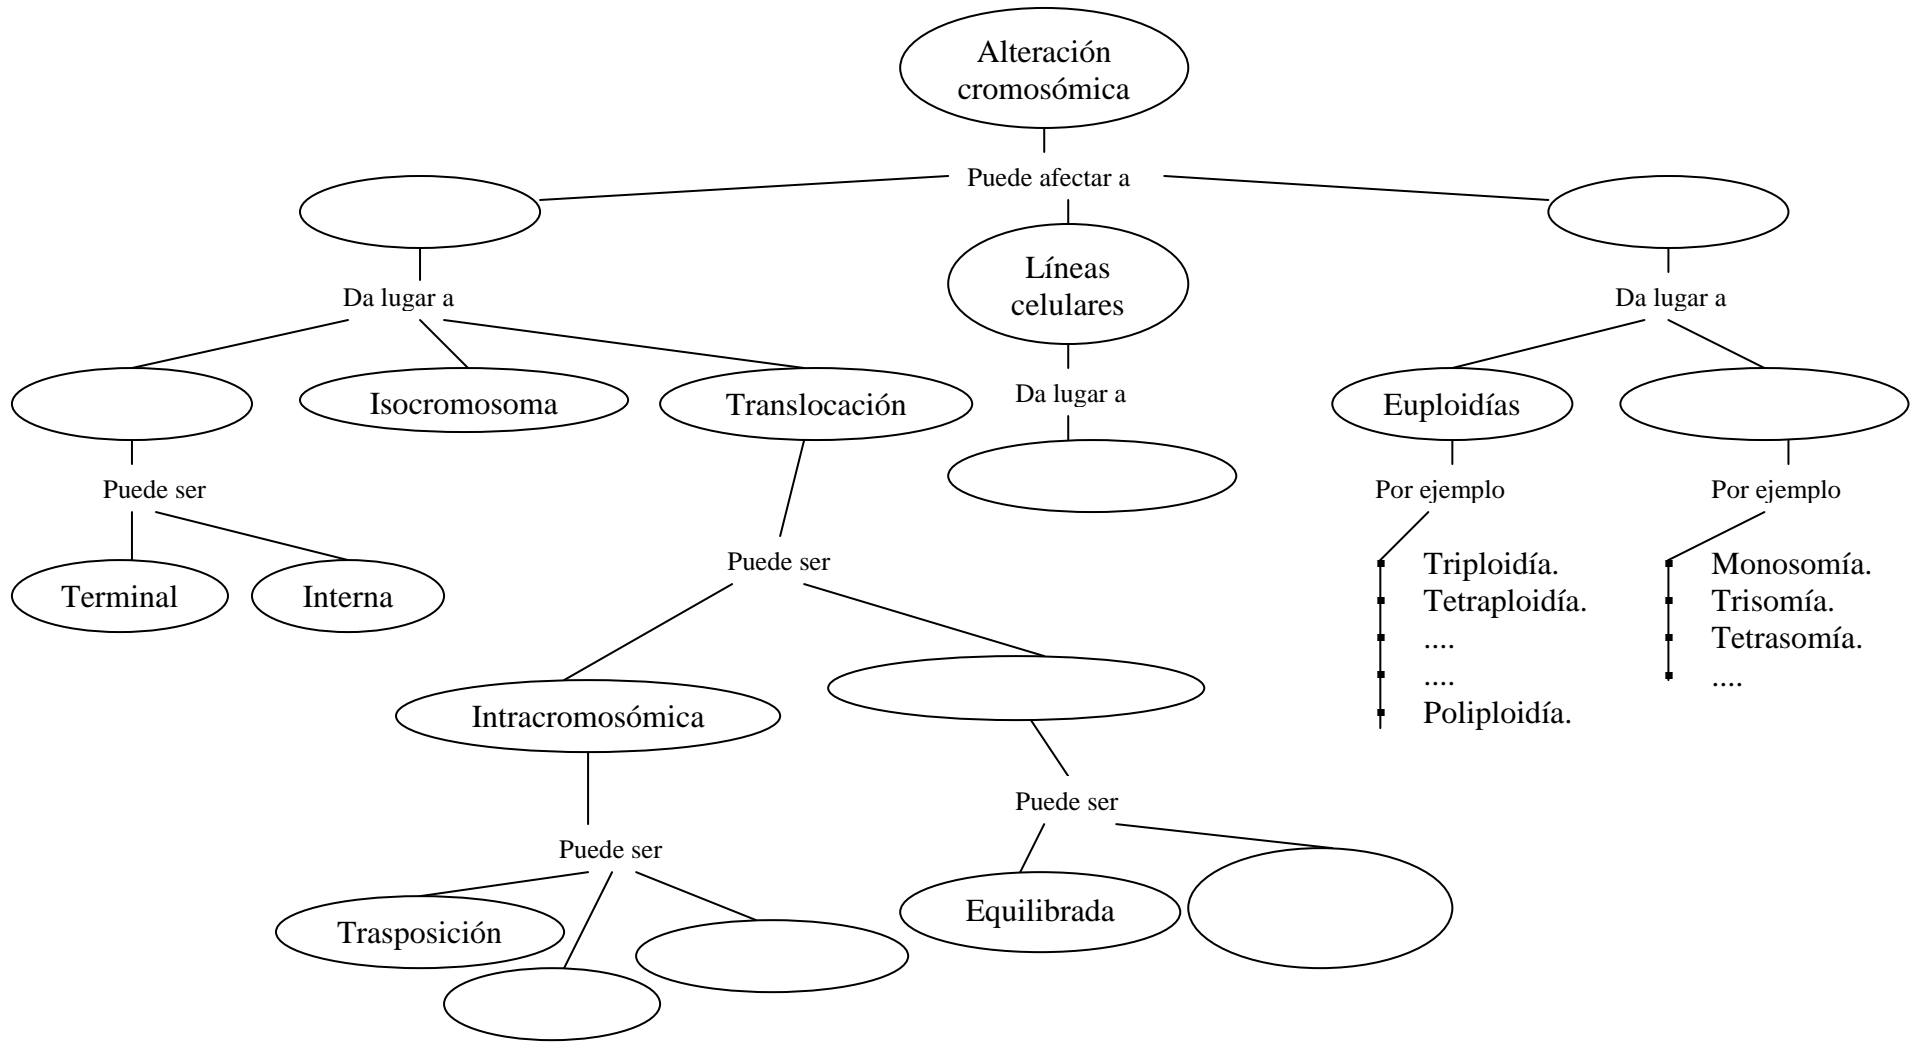 Alteración
cromosómica
Puede afectar a
Líneas
celulares
Da lugar a
Da lugar a
Isocromosoma
Translocación
Da lugar a
Euploidías
Puede ser
Por ejemplo
Por ejemplo
Terminal
Interna
Puede ser
Triploidía.
Tetraploidía.
....
....
Poliploidía.
Monosomía.
Trisomía.
Tetrasomía.
....
Intracromosómica
Puede ser
Puede ser
Trasposición
Equilibrada